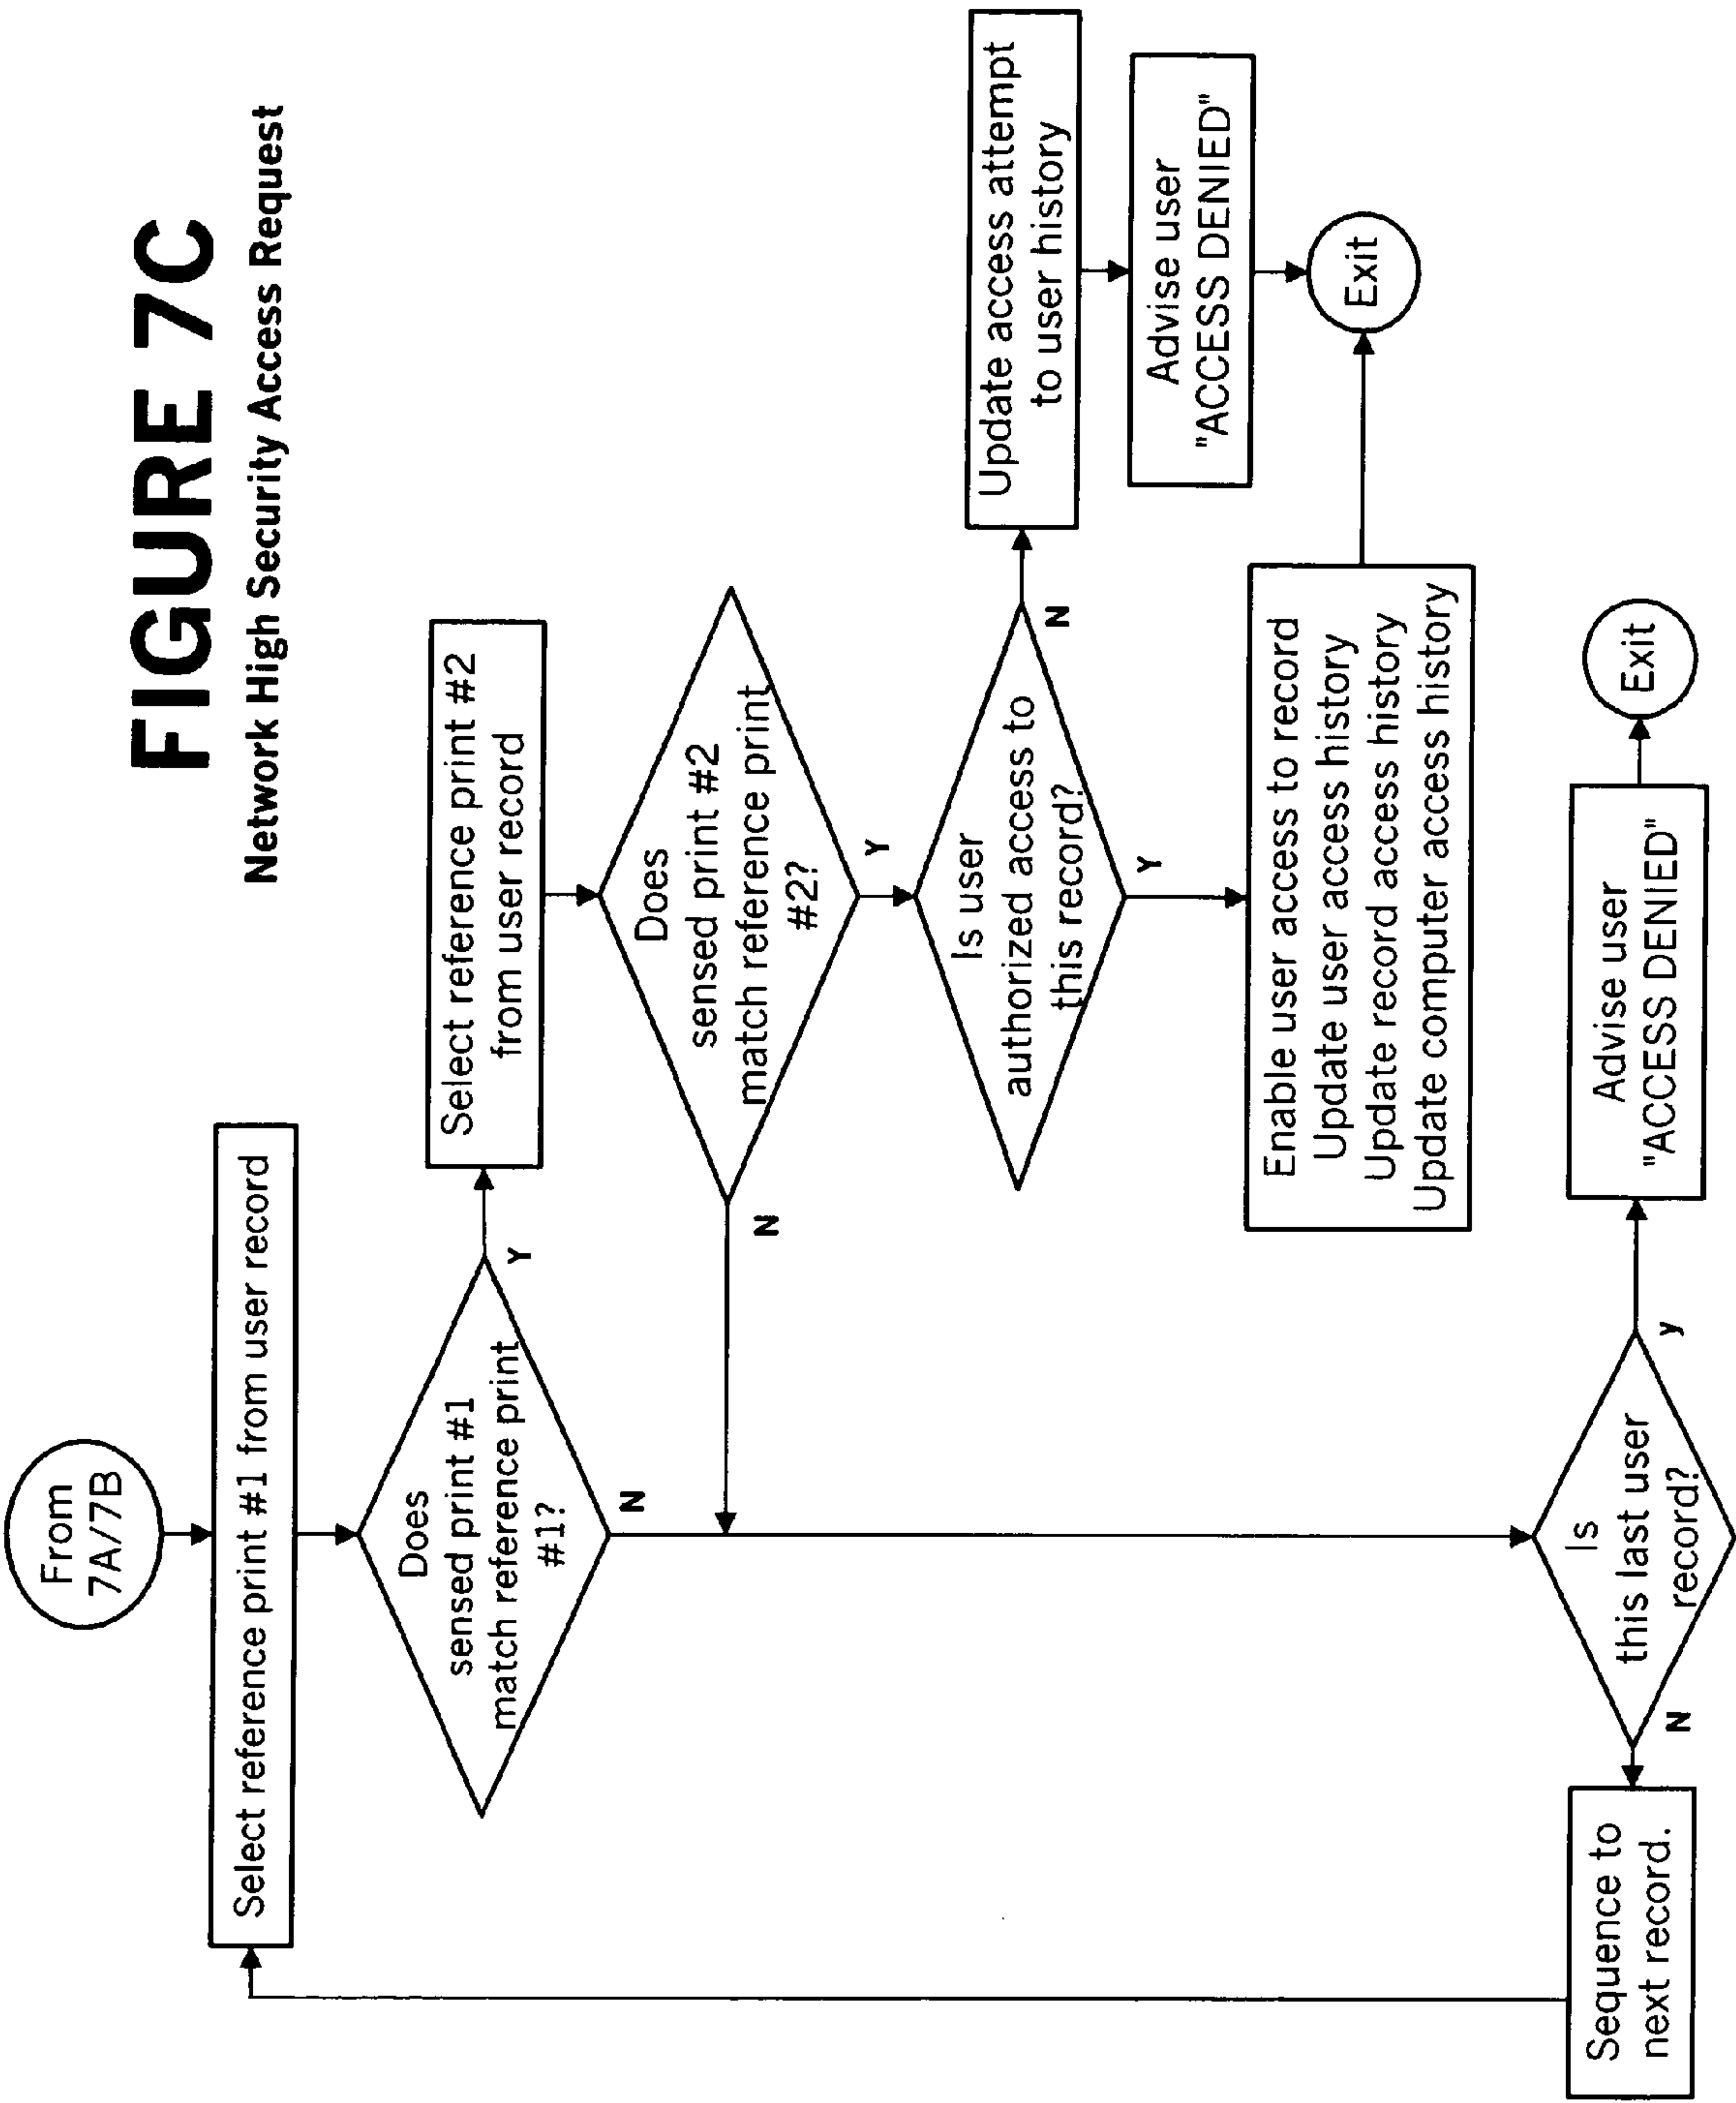 FIGURE 7C
Network High Security Access Request
From
7A/7B
Select reference print #1 from user record
Does
sensed print #1
match reference print
#1?
Y
N
Select reference print #2
from user record
Does
sensed print #2
match reference print
#2?
N
Y
Is user
authorized access to
this record?
N
Y
Update access attempt
to user history
Advise user
"ACCESS DENIED"
Exit
Enable user access to record
Update user access history
Update record access history
Update computer access history
Is
this last user
record?
N
y
Sequence to
next record.
Advise user
"ACCESS DENIED"
Exit